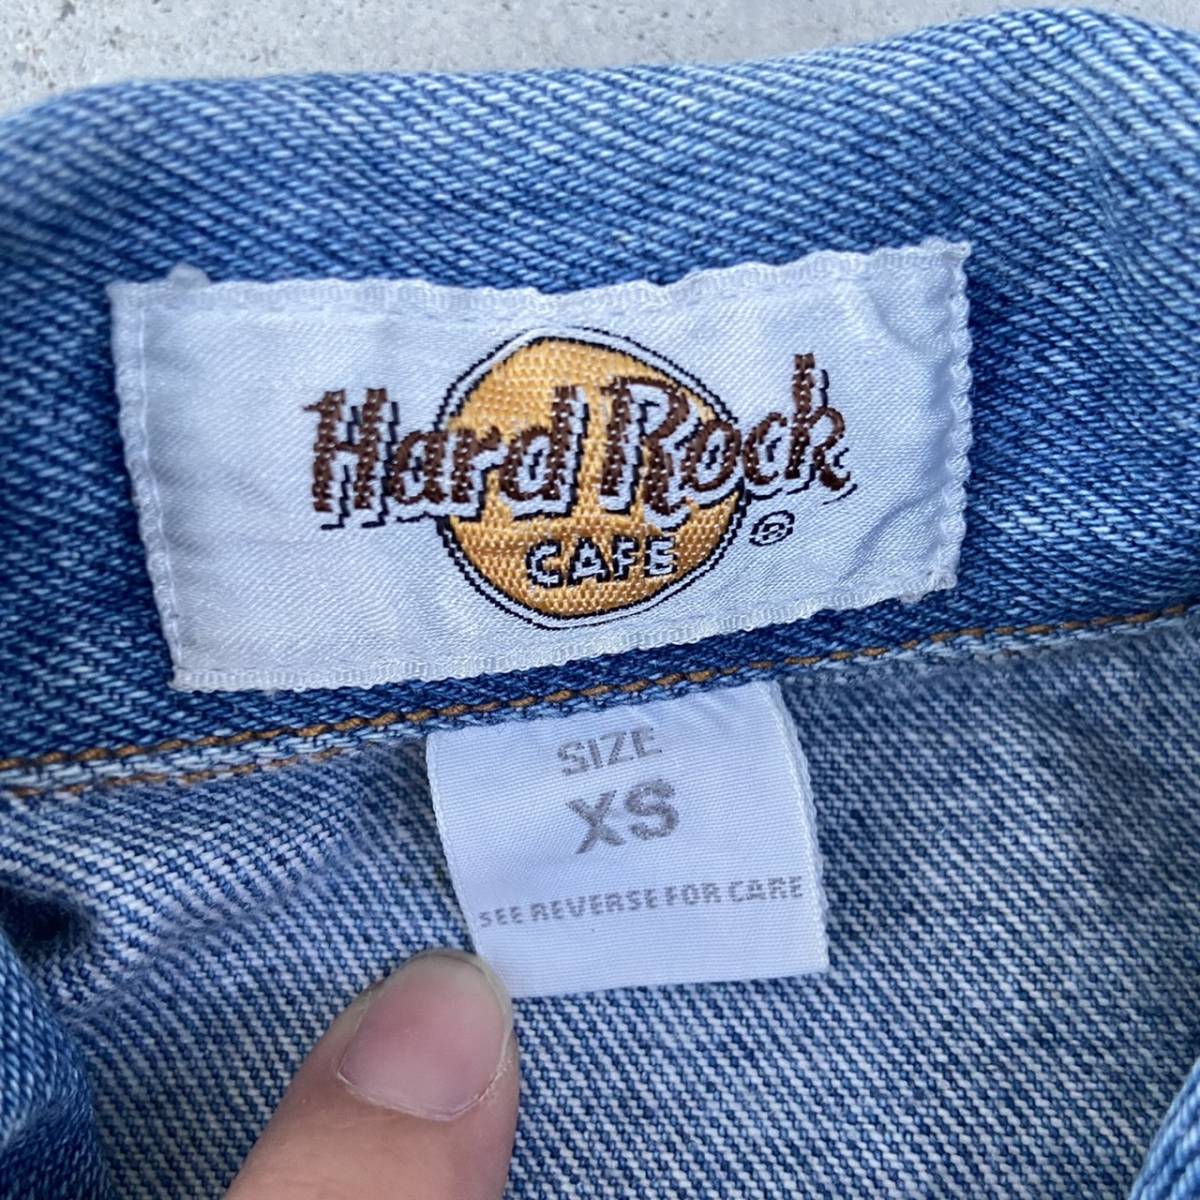 Hard Rock
CAFE
®
SIZE
XS
SEE REVERSE FOR CARE